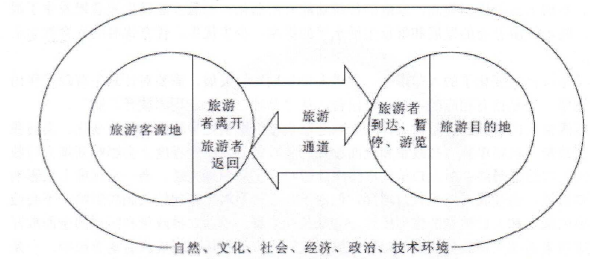 旅游客源地
旅游
者离开
旅游者
返回
旅游
通道
旅游者
到达、暂
停、游览
旅游目的地
自然、文化、社会、经济、政治、技术环境